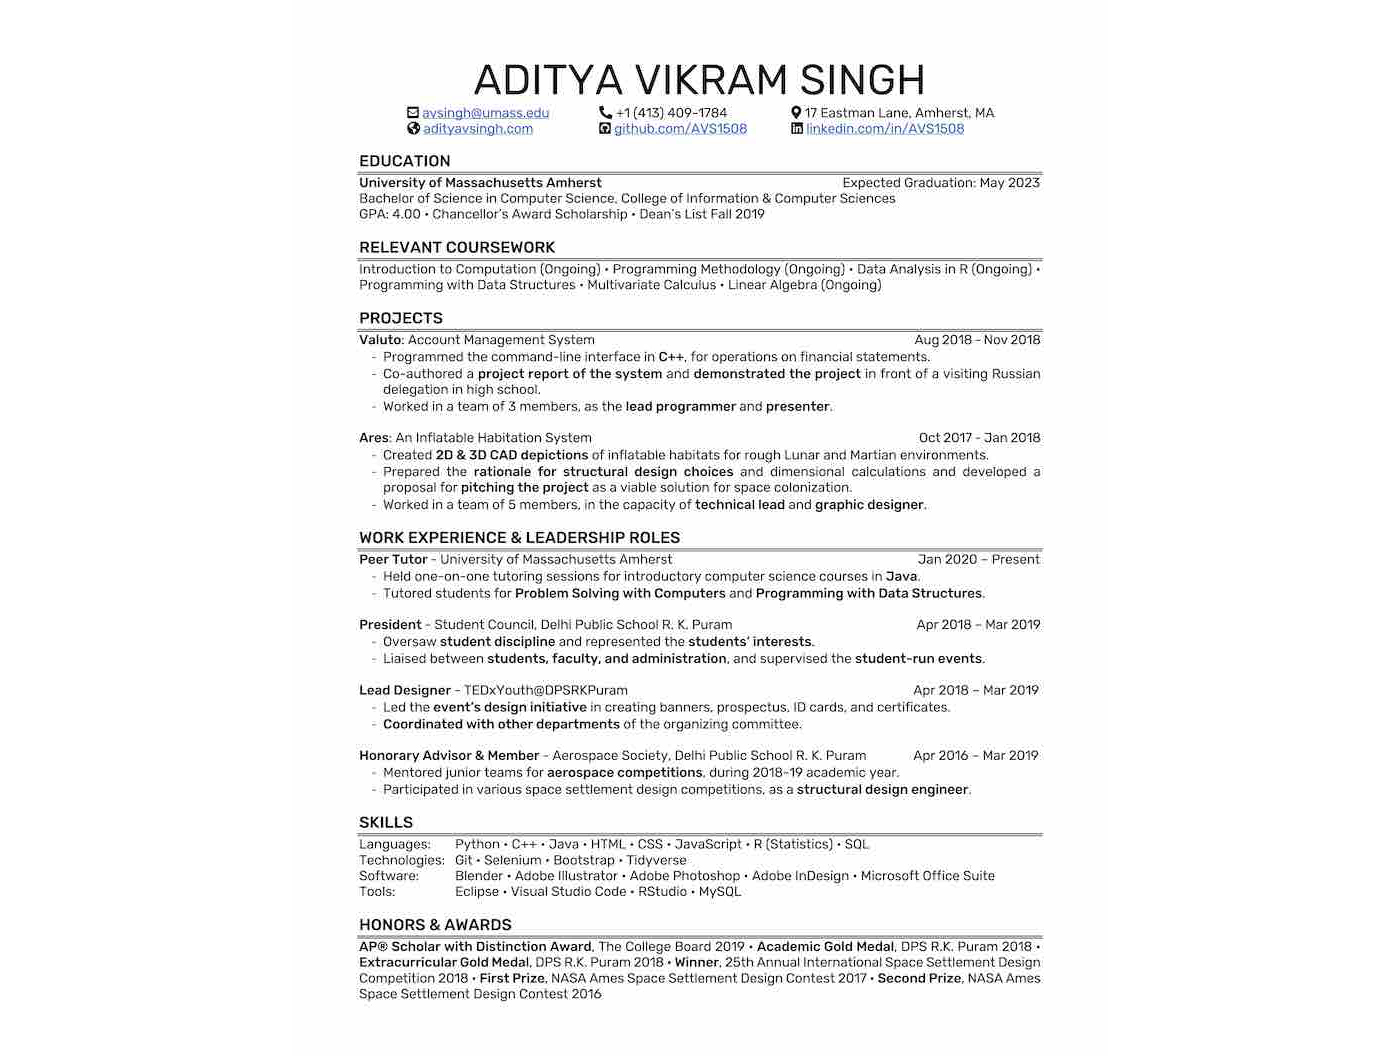 ADITYA VIKRAM SINGH
avsingh@umass.edu +1 (413) 409-1784 17 Eastman Lane, Amherst, MA
adityavsingh.com github.com/AVS1508 linkedin.com/in/AVS1508
EDUCATION
University of Massachusetts Amherst Expected Graduation: May 2023
Bachelor of Science in Computer Science, College of Information & Computer Sciences
GPA: 4.00 • Chancellor's Award Scholarship • Dean's List Fall 2019
RELEVANT COURSEWORK
Introduction to Computation (Ongoing) • Programming Methodology (Ongoing) • Data Analysis in R (Ongoing) •
Programming with Data Structures • Multivariate Calculus • Linear Algebra (Ongoing)
PROJECTS
Valuto: Account Management System Aug 2018 - Nov 2018
- Programmed the command-line interface in C++, for operations on financial statements.
- Co-authored a project report of the system and demonstrated the project in front of a visiting Russian
delegation in high school.
- Worked in a team of 3 members, as the lead programmer and presenter.
Ares: An Inflatable Habitation System Oct 2017 - Jan 2018
- Created 2D & 3D CAD depictions of inflatable habitats for rough Lunar and Martian environments.
- Prepared the rationale for structural design choices and dimensional calculations and developed a
proposal for pitching the project as a viable solution for space colonization.
- Worked in a team of 5 members, in the capacity of technical lead and graphic designer.
WORK EXPERIENCE & LEADERSHIP ROLES
Peer Tutor - University of Massachusetts Amherst Jan 2020 – Present
- Held one-on-one tutoring sessions for introductory computer science courses in Java.
- Tutored students for Problem Solving with Computers and Programming with Data Structures.
President - Student Council, Delhi Public School R. K. Puram Apr 2018 – Mar 2019
- Oversaw student discipline and represented the students' interests.
- Liaised between students, faculty, and administration, and supervised the student-run events.
Lead Designer - TEDxYouth@DPSRKPuram Apr 2018 – Mar 2019
- Led the event's design initiative in creating banners, prospectus, ID cards, and certificates.
- Coordinated with other departments of the organizing committee.
Honorary Advisor & Member - Aerospace Society, Delhi Public School R. K. Puram Apr 2016 – Mar 2019
- Mentored junior teams for aerospace competitions, during 2018-19 academic year.
- Participated in various space settlement design competitions, as a structural design engineer.
SKILLS
Languages: Python • C++ • Java • HTML • CSS • JavaScript • R (Statistics) • SQL
Technologies: Git • Selenium • Bootstrap • Tidyverse
Software: Blender • Adobe Illustrator • Adobe Photoshop • Adobe InDesign • Microsoft Office Suite
Tools: Eclipse • Visual Studio Code • RStudio • MySQL
HONORS & AWARDS
AP® Scholar with Distinction Award, The College Board 2019 • Academic Gold Medal, DPS R.K. Puram 2018 •
Extracurricular Gold Medal, DPS R.K. Puram 2018 • Winner, 25th Annual International Space Settlement Design
Competition 2018 • First Prize, NASA Ames Space Settlement Design Contest 2017 • Second Prize, NASA Ames
Space Settlement Design Contest 2016